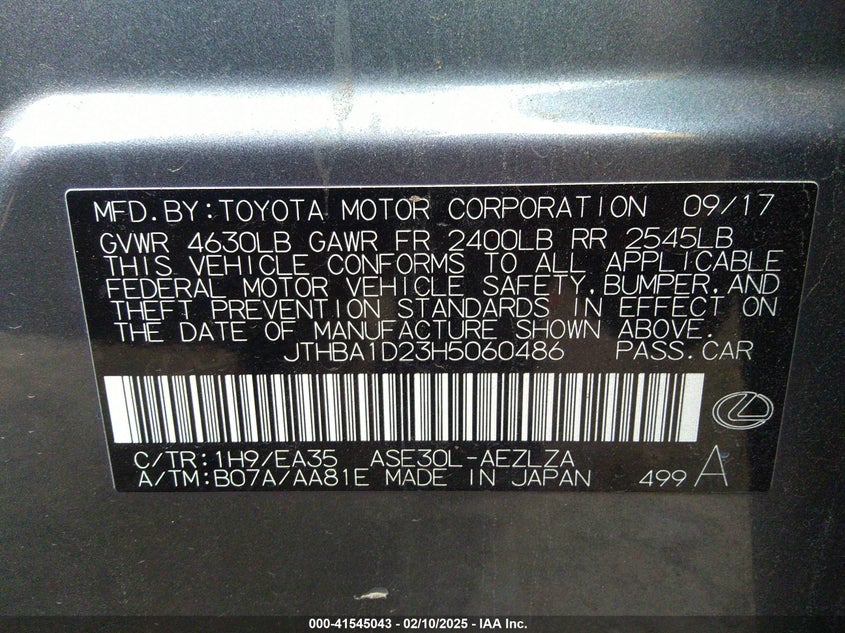 MFD.BY:TOYOTA MOTOR CORPORATION 09/17
GVWR 4630LB GAWR FR 2400LB RR 2545LB
THIS VEHICLE CONFORMS TO ALL APPLICABLE
FEDERAL MOTOR VEHICLE SAFETY,BUMPER,AND
THEFT PREVENTION STANDARDS IN EFFECT ON
THE DATE OF MANUFACTURE SHOWN ABOVE.
JTHBA1D23H5060486 PASS.CAR
C/TR:1H9/EA35 ASE30L-AEZLZA
A/TM:B07A/AA81E MADE IN JAPAN 499 A
000-41545043 - 02/10/2025 - IAA Inc.